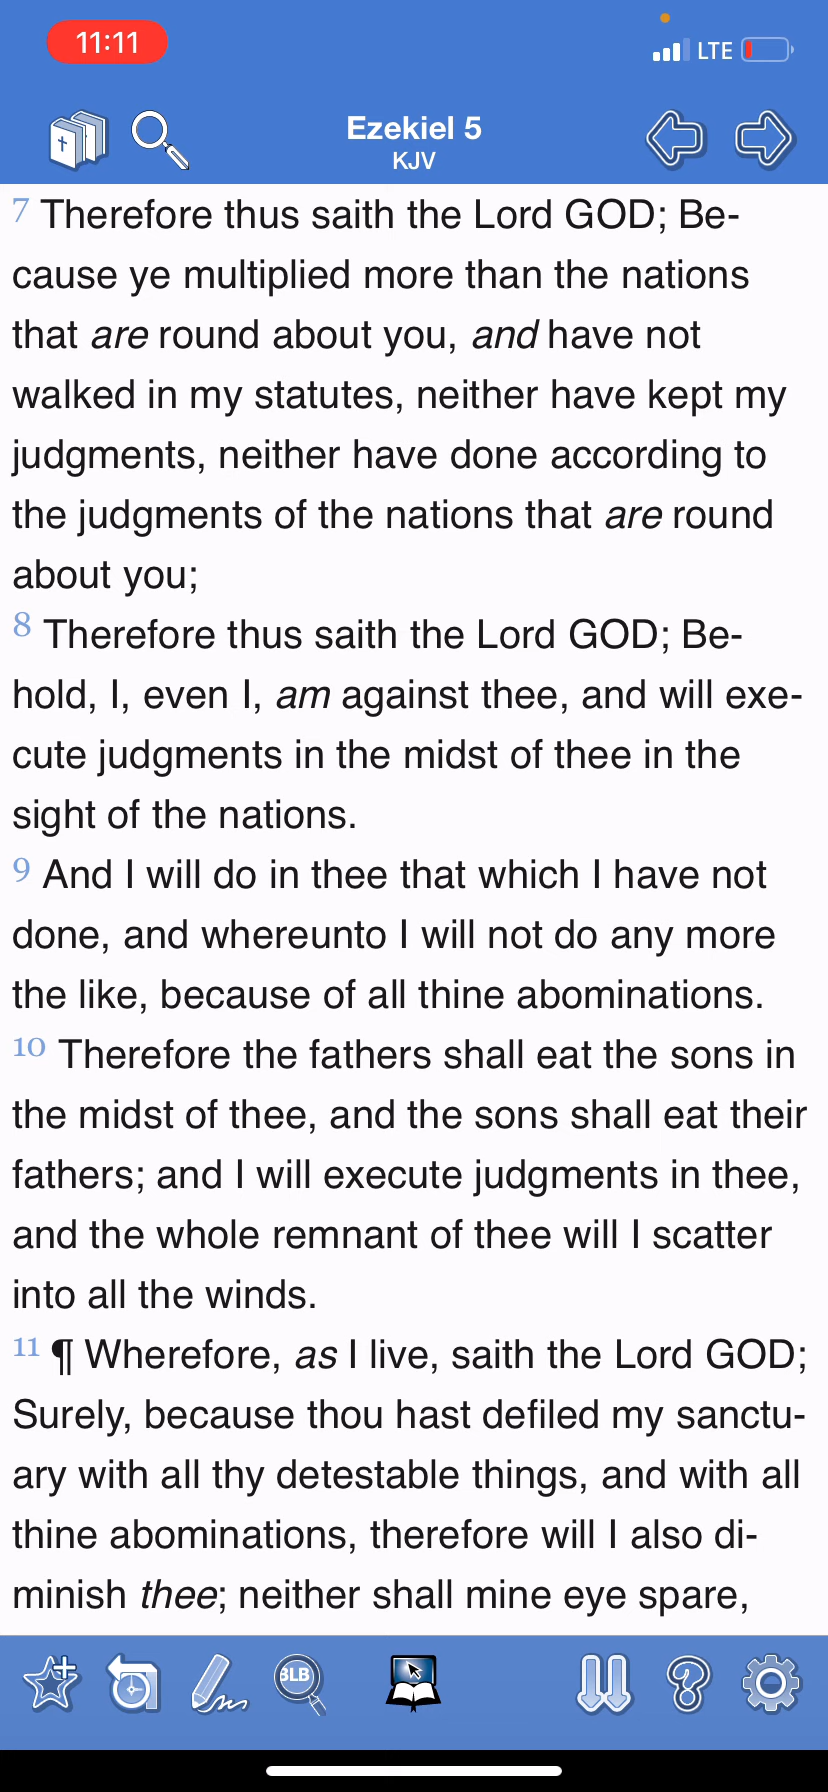 11:11
LTE
Ezekiel 5
KJV
7 Therefore thus saith the Lord GOD; Be-
cause ye multiplied more than the nations
that are round about you, and have not
walked in my statutes, neither have kept my
judgments, neither have done according to
the judgments of the nations that are round
about you;
8 Therefore thus saith the Lord GOD; Be-
hold, I, even I, am against thee, and will exe-
cute judgments in the midst of thee in the
sight of the nations.
9 And I will do in thee that which I have not
done, and whereunto I will not do any more
the like, because of all thine abominations.
10 Therefore the fathers shall eat the sons in
the midst of thee, and the sons shall eat their
fathers; and I will execute judgments in thee,
and the whole remnant of thee will I scatter
into all the winds.
11 ¶ Wherefore, as I live, saith the Lord GOD;
Surely, because thou hast defiled my sanctu-
ary with all thy detestable things, and with all
thine abominations, therefore will I also di-
minish thee; neither shall mine eye spare,
BLB